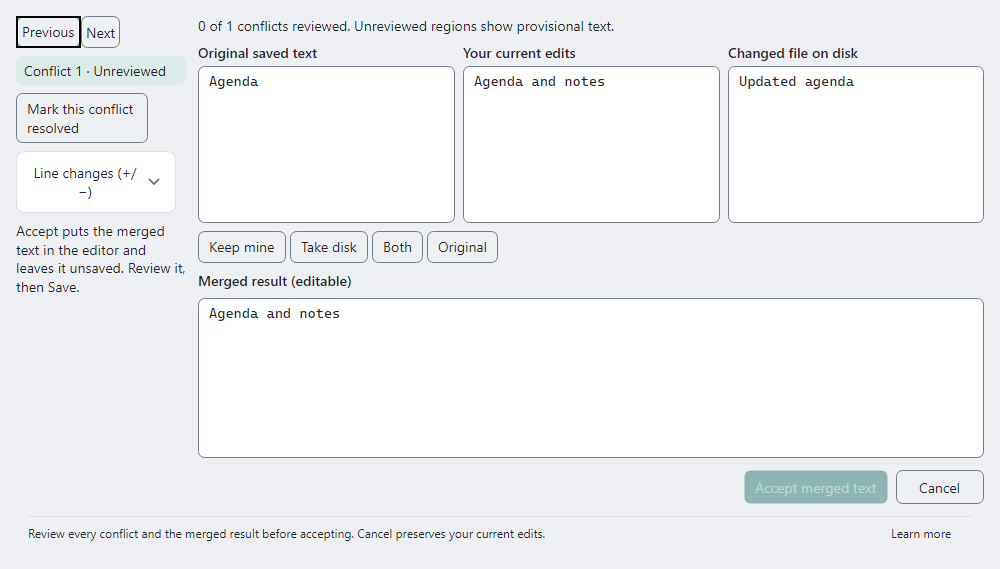 Previous
Next
Conflict 1 · Unreviewed
Mark this conflict
resolved
Line changes (+/
−)
Accept puts the merged
text in the editor and
leaves it unsaved. Review it,
then Save.
0 of 1 conflicts reviewed. Unreviewed regions show provisional text.
Original saved text
Agenda
Your current edits
Agenda and notes
Changed file on disk
Updated agenda
Keep mine
Take disk
Both
Original
Merged result (editable)
Agenda and notes
Accept merged text
Cancel
Review every conflict and the merged result before accepting. Cancel preserves your current edits.
Learn more